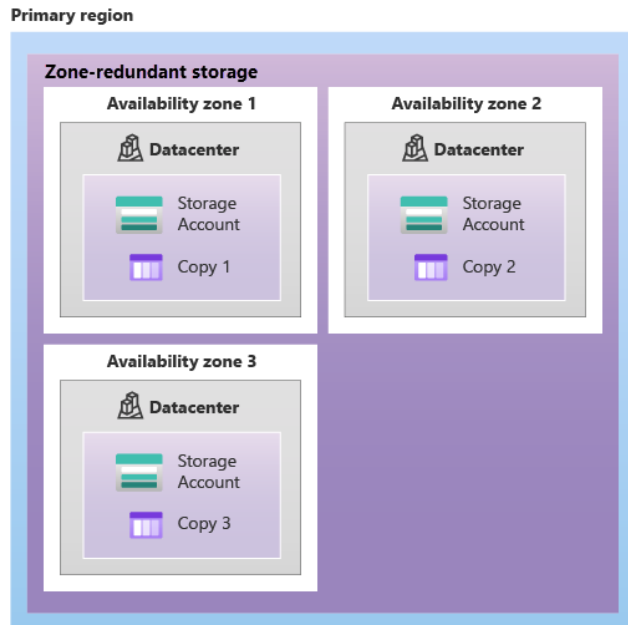 Primary region
Zone-redundant storage
Availability zone 1
Datacenter
Storage
Account
Copy 1
Availability zone 2
Datacenter
Storage
Account
Copy 2
Availability zone 3
Datacenter
Storage
Account
Copy 3